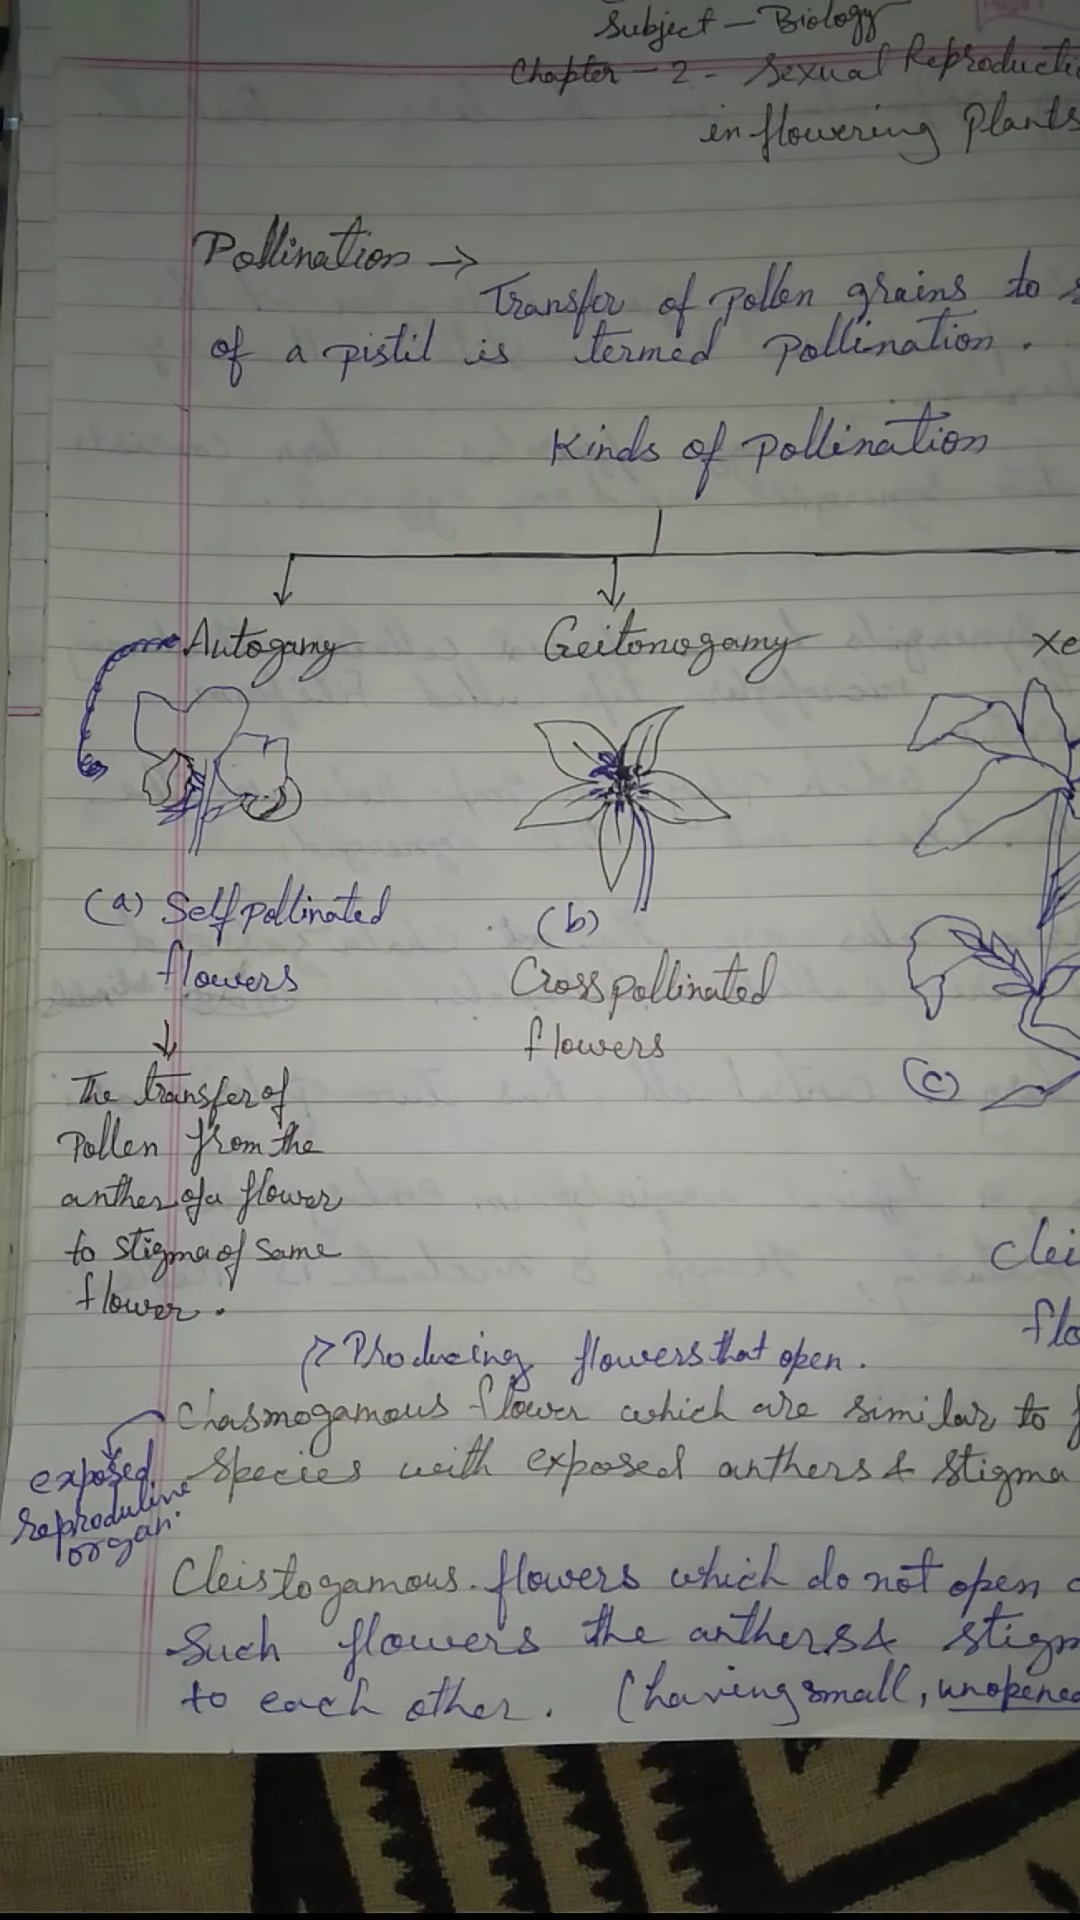 Subject - Biology
Chapter - 2 - Sexual Reproducti
in flowering Plants
Pollination →
Transfer of pollen grains to s
of a pistil is termed pollination.
Kinds of pollination
Autogamy
Geitonogamy
Xe
(a) Self pollinated
flowers
(b)
Cross pollinated
flowers
(c)
↓
The transfer of
Pollen from the
anther of a flower
to stigma of same
flower.
Clei
flo
Producing flowers that open.
Chasmogamous flower which are similar to f
species with exposed anthers & stigma
exposed
reproduline
organ.
Cleistogamous. flowers which do not open
Such flowers the anthers & stigm
to each other. (having small, unopened